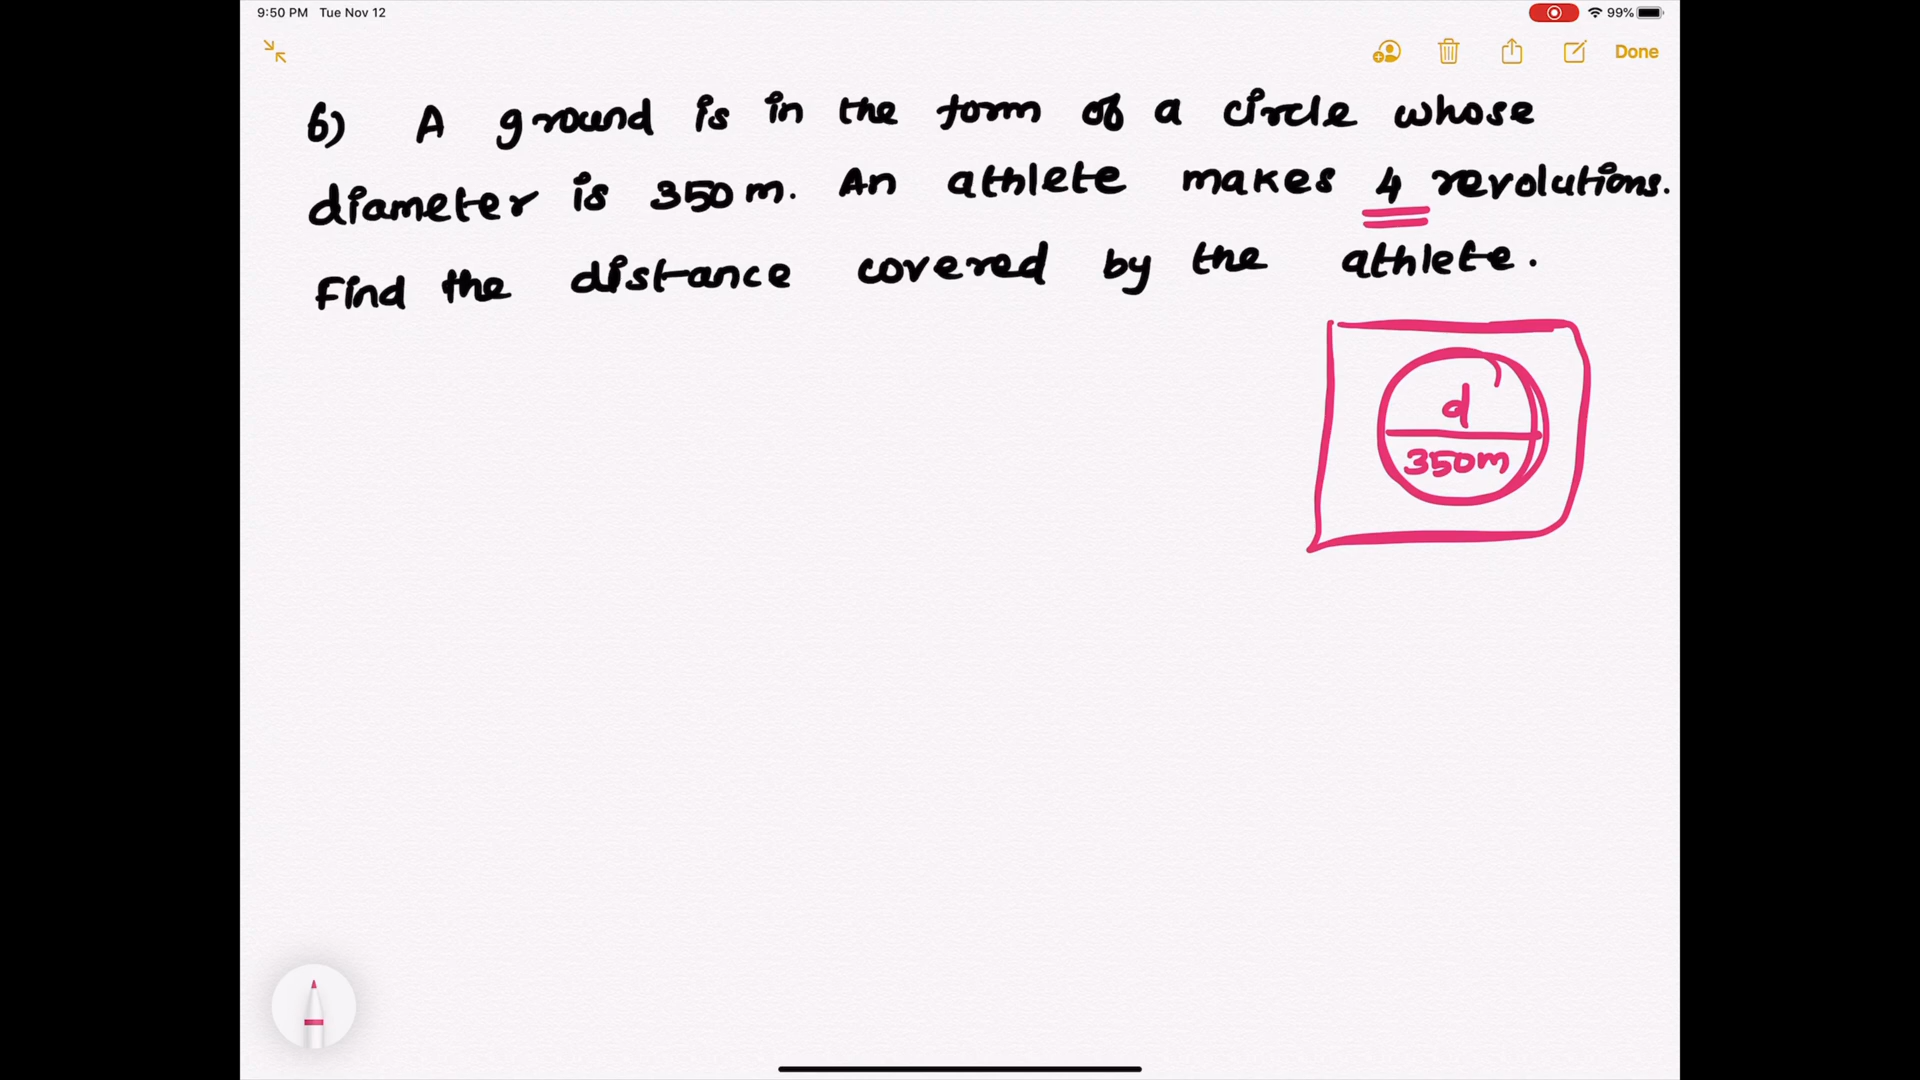 9:50 PM Tue Nov 12
99%
Done
6) A ground is in the form of a circle whose
diameter is 350 m. An athlete makes 4 revolutions.
Find the distance covered by the athlete.
d
350m